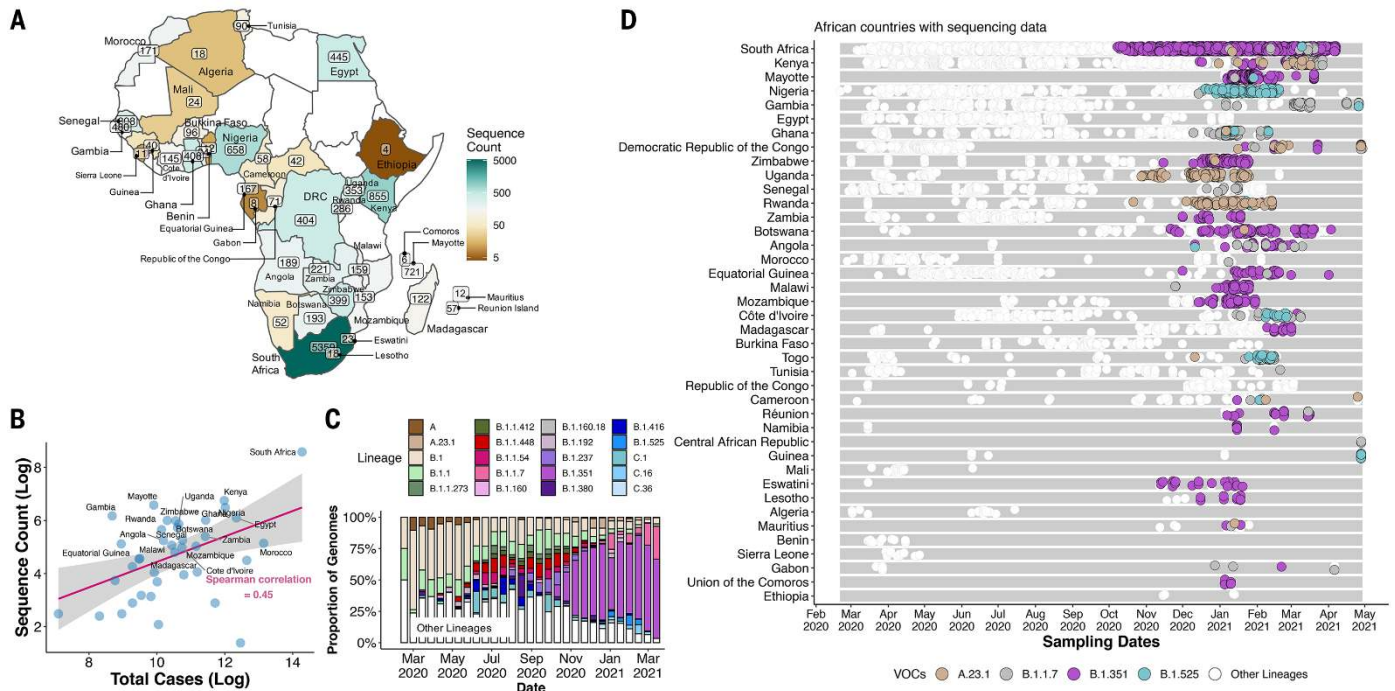 A
Tunisia
90
Morocco
171
18
Algeria
445
Egypt
Mali
24
Senegal
Burkina Faso
96
Nigeria
658
Gambia
480
Sierra Leone
Guinea
40
145
Cote d'Ivoire
408
Ghana
Benin
58
Cameroon
42
4
Ethiopia
Sequence
Count
5000
500
50
5
167
Equatorial Guinea
8
Gabon
71
Republic of the Congo
DRC
404
Uganda
353
Rwanda
286
855
Kenya
Comoros
6
Mayotte
721
Malawi
189
Angola
221
Zambia
159
Zimbabwe
399
153
Mozambique
122
Madagascar
12
Mauritius
57
Reunion Island
Namibia
52
Botswana
193
23
Eswatini
18
Lesotho
South
Africa
B
Sequence Count (Log)
8
6
4
2
South Africa
Kenya
Uganda
Mayotte
Gambia
Zimbabwe
Ghana
Nigeria
Rwanda
Egypt
Botswana
Angola
Senegal
Zambia
Equatorial Guinea
Malawi
Mozambique
Morocco
Madagascar
Cote d'Ivoire
Spearman correlation
= 0.45
8
10
12
14
Total Cases (Log)
C
Lineage
A
A.23.1
B.1
B.1.1
B.1.1.273
B.1.1.412
B.1.1.448
B.1.1.54
B.1.1.7
B.1.160
B.1.160.18
B.1.192
B.1.237
B.1.351
B.1.380
B.1.416
B.1.525
C.1
C.16
C.36
Proportion of Genomes
100%
75%
50%
25%
0%
Other Lineages
Mar 2020
May 2020
Jul 2020
Sep 2020
Nov 2020
Jan 2021
Mar 2021
Date
D
African countries with sequencing data
South Africa
Kenya
Mayotte
Nigeria
Gambia
Egypt
Ghana
Democratic Republic of the Congo
Zimbabwe
Uganda
Senegal
Rwanda
Zambia
Botswana
Angola
Morocco
Equatorial Guinea
Malawi
Mozambique
Côte d'Ivoire
Madagascar
Burkina Faso
Togo
Tunisia
Republic of the Congo
Cameroon
Réunion
Namibia
Central African Republic
Guinea
Mali
Eswatini
Lesotho
Algeria
Mauritius
Benin
Sierra Leone
Gabon
Union of the Comoros
Ethiopia
Feb 2020
Mar 2020
Apr 2020
May 2020
Jun 2020
Jul 2020
Aug 2020
Sep 2020
Oct 2020
Nov 2020
Dec 2020
Jan 2021
Feb 2021
Mar 2021
Apr 2021
May 2021
Sampling Dates
VOCs
A.23.1
B.1.1.7
B.1.351
B.1.525
Other Lineages